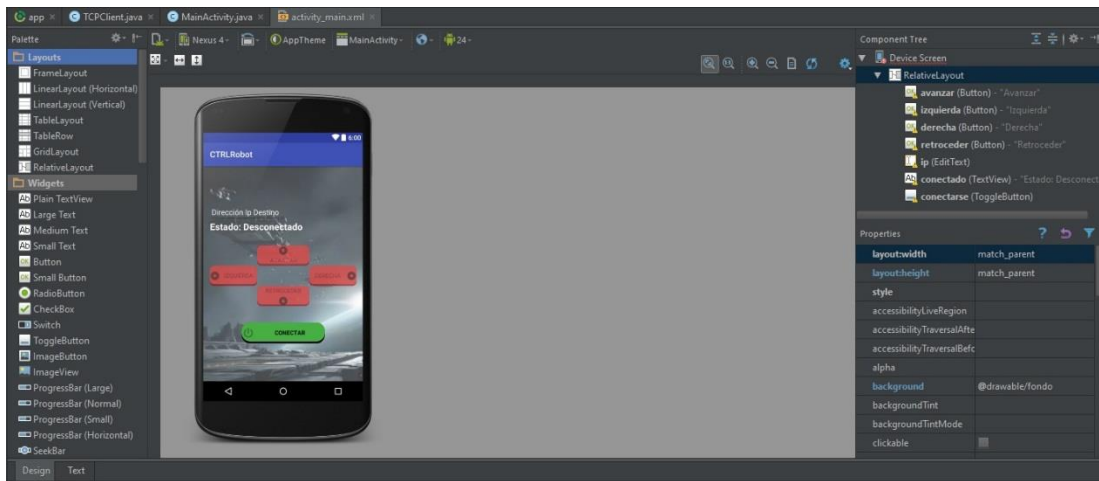 app
TCPClient.java
MainActivity.java
activity_main.xml
Palette
Nexus 4
AppTheme
MainActivity
24
Layouts
FrameLayout
LinearLayout (Horizontal)
LinearLayout (Vertical)
TableLayout
TableRow
GridLayout
RelativeLayout
Widgets
Plain TextView
Large Text
Medium Text
Small Text
Button
Small Button
RadioButton
CheckBox
Switch
ToggleButton
ImageButton
ImageView
ProgressBar (Large)
ProgressBar (Normal)
ProgressBar (Small)
ProgressBar (Horizontal)
SeekBar
Design Text
6:00
CTRLRobot
Dirección Ip Destino
Estado: Desconectado
CONECTAR
Component Tree
Device Screen
RelativeLayout
avanzar (Button) - "Avanzar"
izquierda (Button) - "Izquierda"
derecha (Button) - "Derecha"
retroceder (Button) - "Retroceder"
ip (EditText)
conectado (TextView) - "Estado: Desconect
conectarse (ToggleButton)
Properties
layout:width match_parent
layout:height match_parent
style
accessibilityLiveRegion
accessibilityTraversalAfte
accessibilityTraversalBefc
alpha
background @drawable/fondo
backgroundTint
backgroundTintMode
clickable